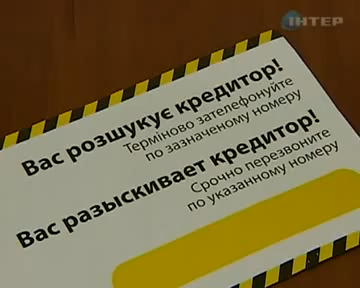 ІНТЕР
Вас розшукує кредитор!
Терміново зателефонуйте
по зазначеному номеру
Вас разыскивает кредитор!
Срочно перезвоните
по указанному номеру